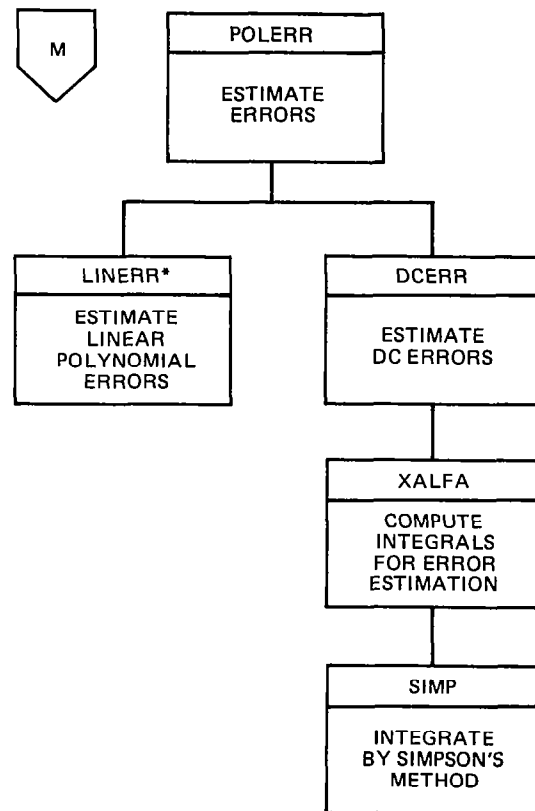 M
POLERR
ESTIMATE
ERRORS
LINERR*
ESTIMATE
LINEAR
POLYNOMIAL
ERRORS
DCERR
ESTIMATE
DC ERRORS
XALFA
COMPUTE
INTEGRALS
FOR ERROR
ESTIMATION
SIMP
INTEGRATE
BY SIMPSON'S
METHOD